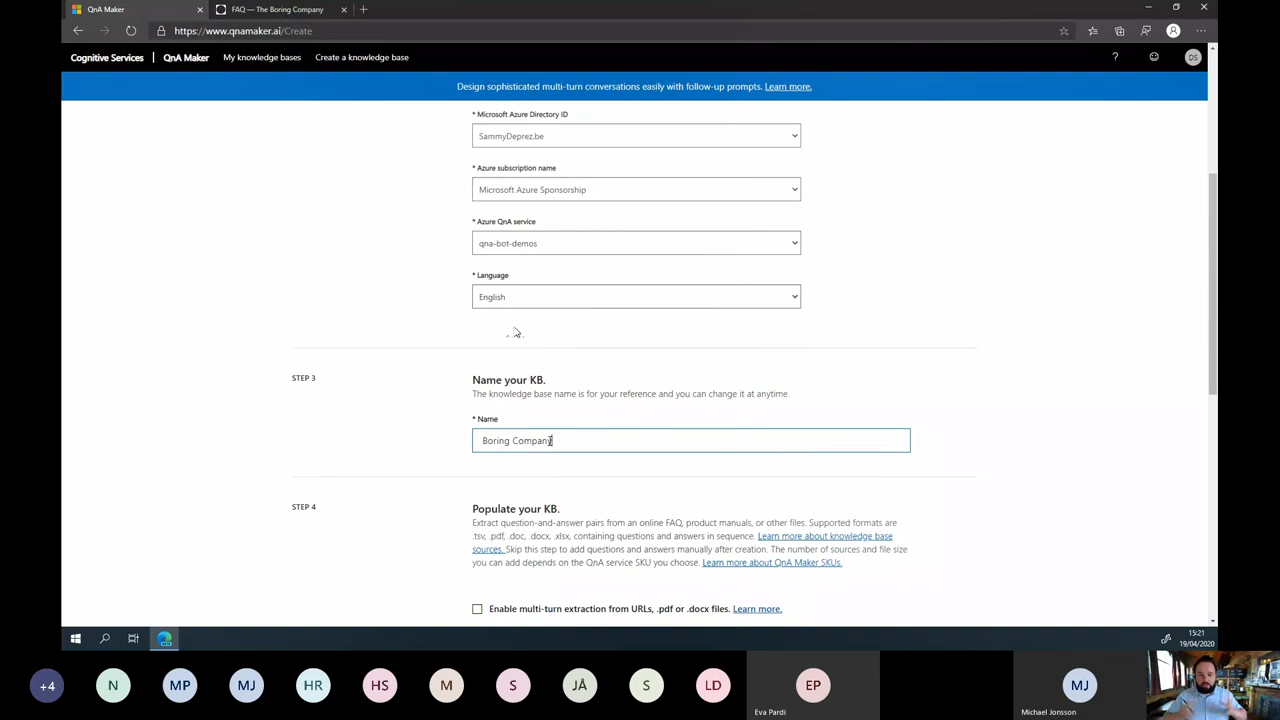 QnA Maker
FAQ — The Boring Company
https://www.qnamaker.ai/Create
Cognitive Services | QnA Maker My knowledge bases Create a knowledge base
?
DS
Design sophisticated multi-turn conversations easily with follow-up prompts. Learn more.
* Microsoft Azure Directory ID
SammyDeprez.be
* Azure subscription name
Microsoft Azure Sponsorship
* Azure QnA service
qna-bot-demos
* Language
English
STEP 3
Name your KB.
The knowledge base name is for your reference and you can change it at anytime.
* Name
Boring Company
STEP 4
Populate your KB.
Extract question-and-answer pairs from an online FAQ, product manuals, or other files. Supported formats are
.tsv, .pdf, .doc, .docx, .xlsx, containing questions and answers in sequence. Learn more about knowledge base
sources. Skip this step to add questions and answers manually after creation. The number of sources and file size
you can add depends on the QnA service SKU you choose. Learn more about QnA Maker SKUs.
Enable multi-turn extraction from URLs, .pdf or .docx files. Learn more.
15:21
19/04/2020
+4
N
MP
MJ
HR
HS
M
S
JÅ
S
LD
EP
MJ
Eva Pardi
Michael Jonsson